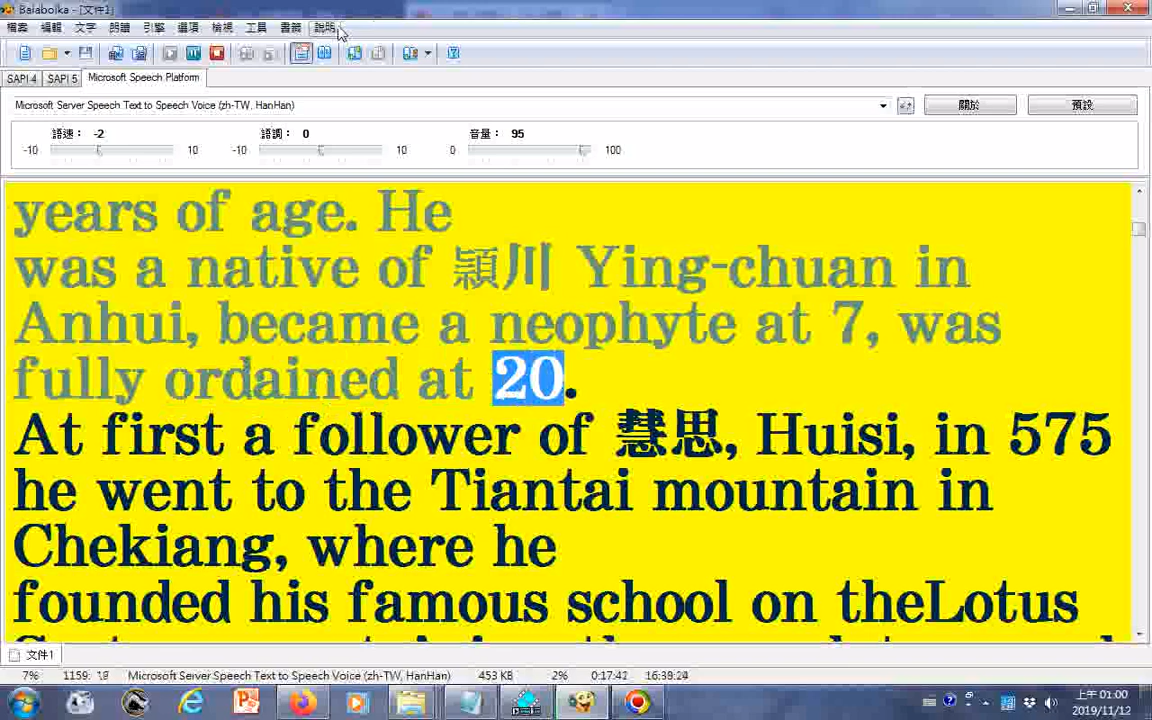 Balabolka - [文件1]
檔案 編輯 文字 朗讀 引擎 選項 檢視 工具 書籤 說明
SAPI 4 SAPI 5 Microsoft Speech Platform
Microsoft Server Speech Text to Speech Voice (zh-TW, HanHan) 關於 預設
語速： -2 語調： 0 音量： 95
-10 10 -10 10 0 100
years of age. He
was a native of 潁川 Ying-chuan in
Anhui, became a neophyte at 7, was
fully ordained at 20.
At first a follower of 慧思, Huisi, in 575
he went to the Tiantai mountain in
Chekiang, where he
founded his famous school on theLotus
文件1
7% 1159: 18 Microsoft Server Speech Text to Speech Voice (zh-TW, HanHan) 453 KB 2% 0:17:42 16:39:24
上午 01:00
2019/11/12